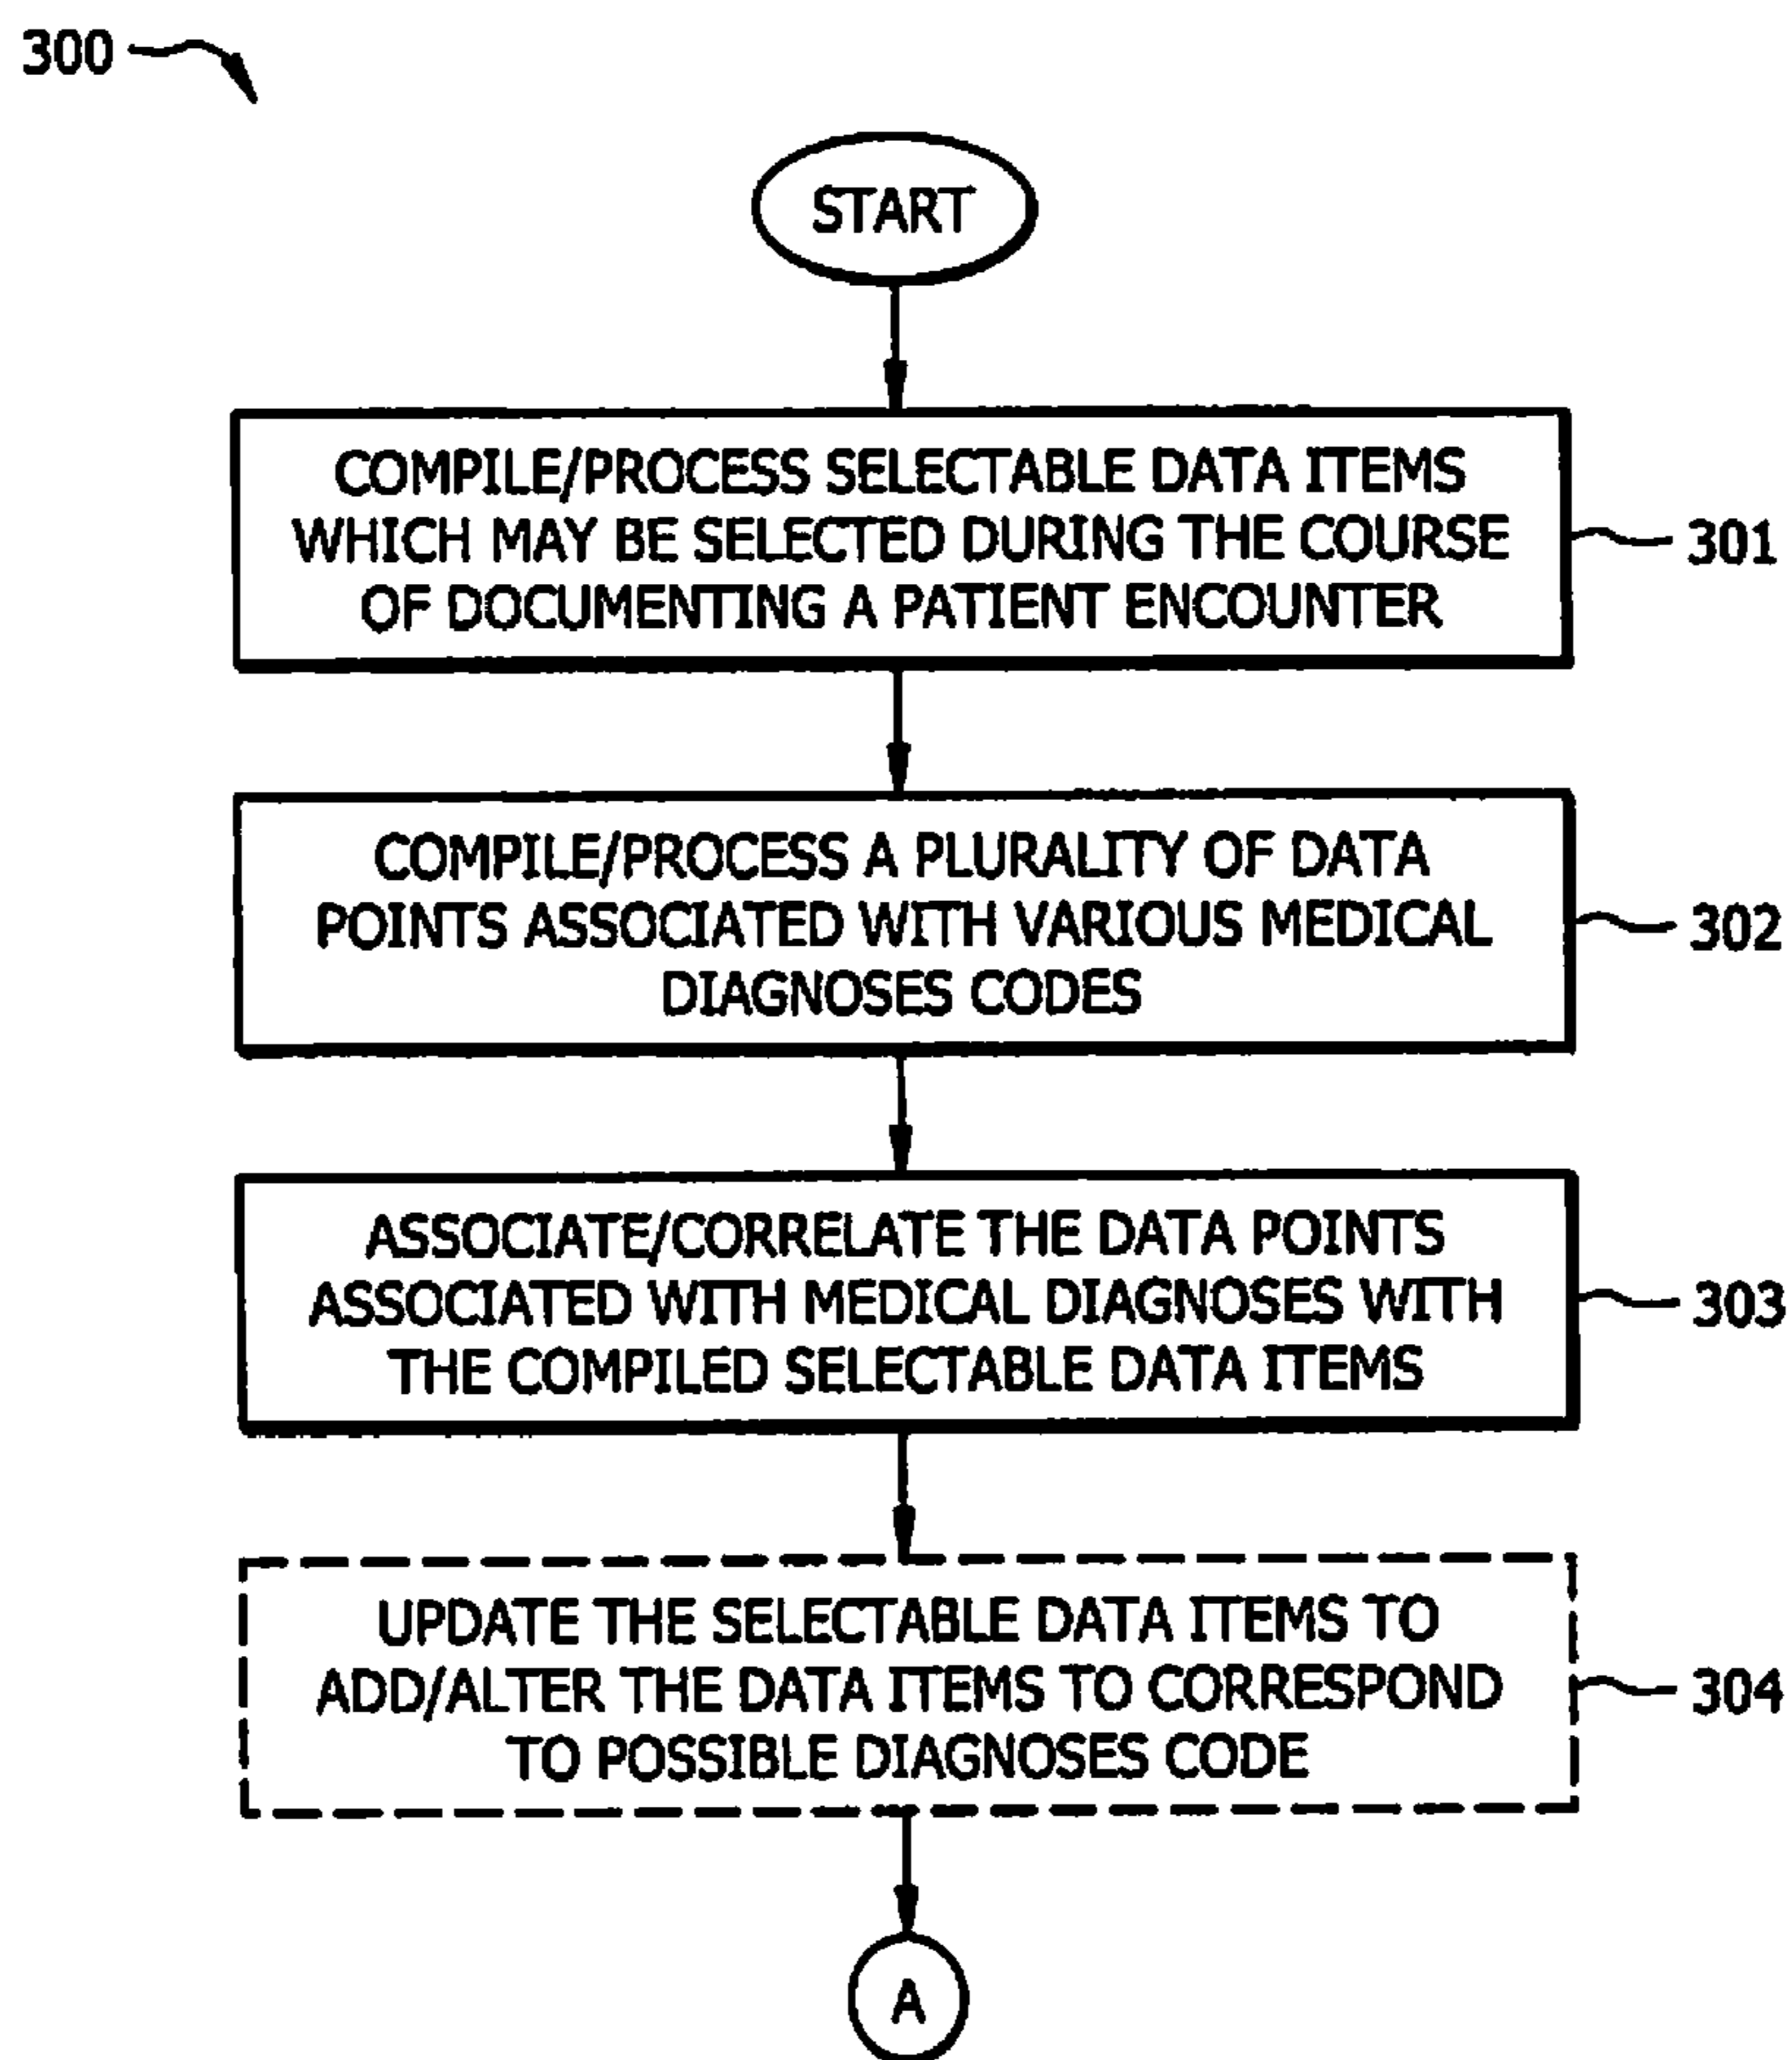 300
START
COMPILE/PROCESS SELECTABLE DATA ITEMS
WHICH MAY BE SELECTED DURING THE COURSE
OF DOCUMENTING A PATIENT ENCOUNTER
301
COMPILE/PROCESS A PLURALITY OF DATA
POINTS ASSOCIATED WITH VARIOUS MEDICAL
DIAGNOSES CODES
302
ASSOCIATE/CORRELATE THE DATA POINTS
ASSOCIATED WITH MEDICAL DIAGNOSES WITH
THE COMPILED SELECTABLE DATA ITEMS
303
UPDATE THE SELECTABLE DATA ITEMS TO
ADD/ALTER THE DATA ITEMS TO CORRESPOND
TO POSSIBLE DIAGNOSES CODE
304
A